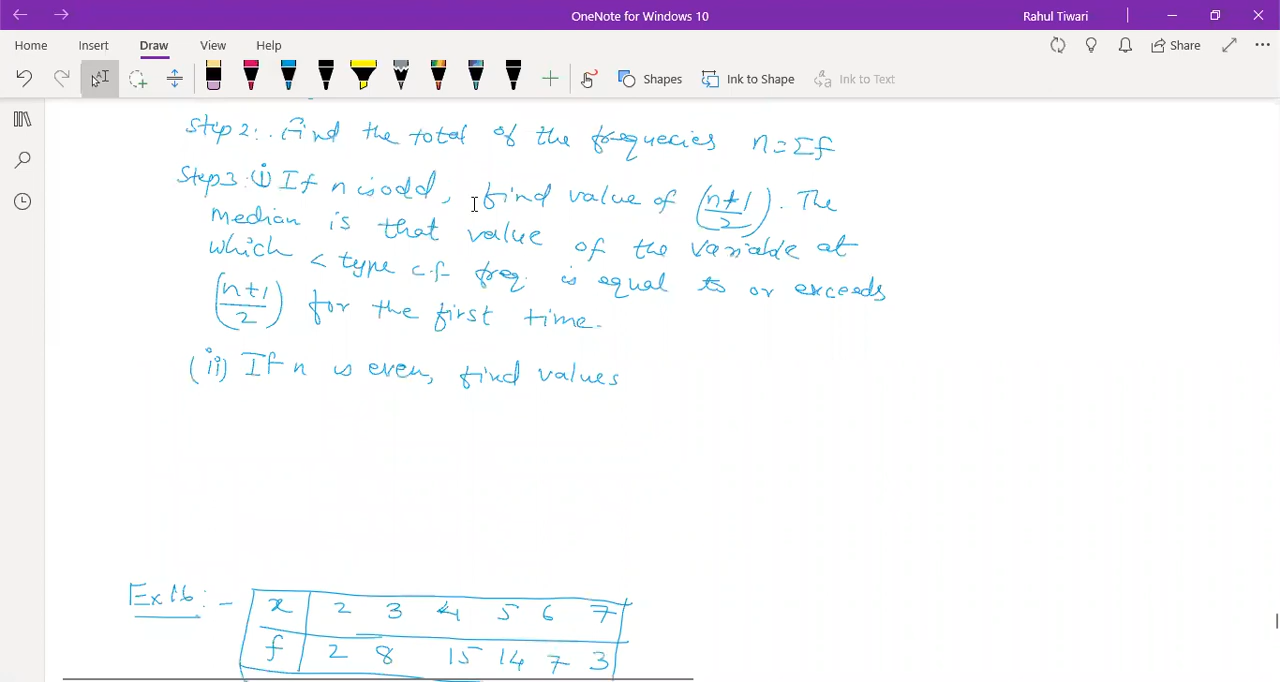 OneNote for Windows 10
Rahul Tiwari
Home Insert Draw View Help
Share
Shapes Ink to Shape Ink to Text
Step 2:. Find the total of the frequecies n = Σf
Step 3: (i) If n is odd, find value of (n+1/2). The
Median is that value of the variable at
which < type c.f freq. is equal to or exceeds
(n+1/2) for the first time.
(ii) If n is even, find values
Ex 16: -
x 2 3 4 5 6 7
f 2 8 15 14 7 3